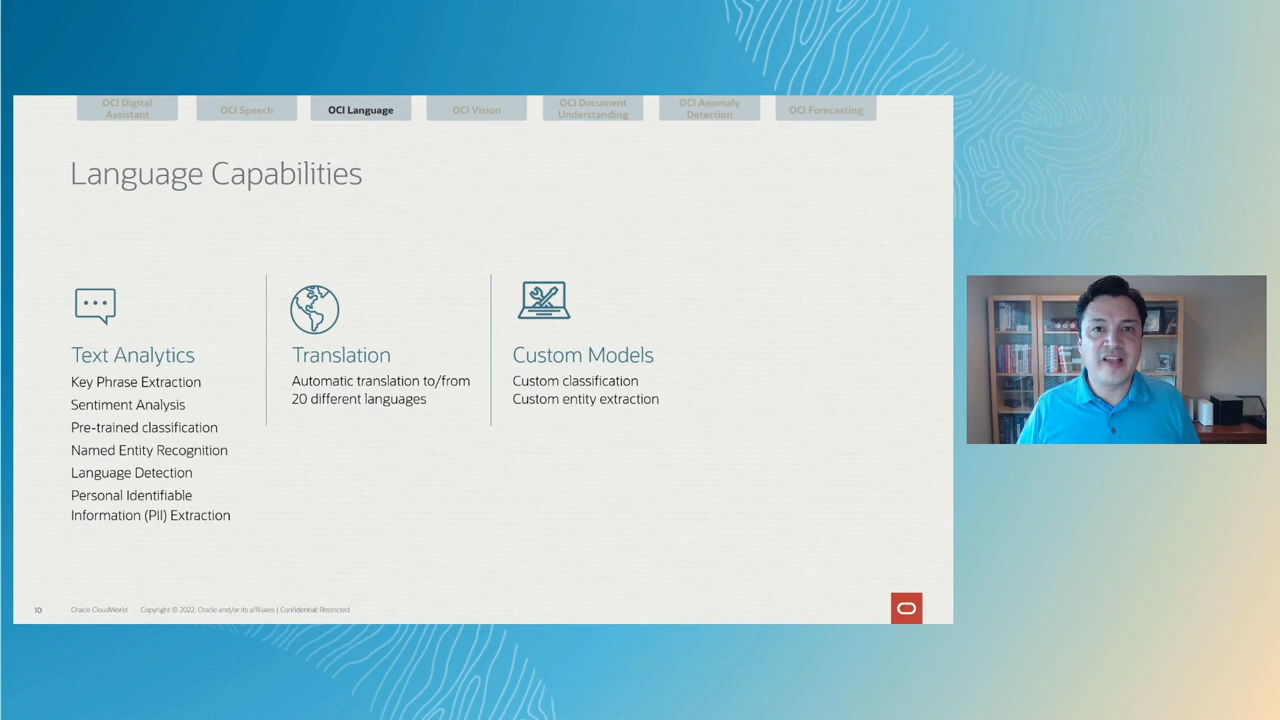 OCI Digital
Assistant
OCI Speech
OCI Language
OCI Vision
OCI Document
Understanding
OCI Anomaly
Detection
OCI Forecasting
Language Capabilities
Text Analytics
Key Phrase Extraction
Sentiment Analysis
Pre-trained classification
Named Entity Recognition
Language Detection
Personal Identifiable
Information (PII) Extraction
Translation
Automatic translation to/from
20 different languages
Custom Models
Custom classification
Custom entity extraction
10 Oracle CloudWorld Copyright © 2022, Oracle and/or its affiliates | Confidential: Restricted